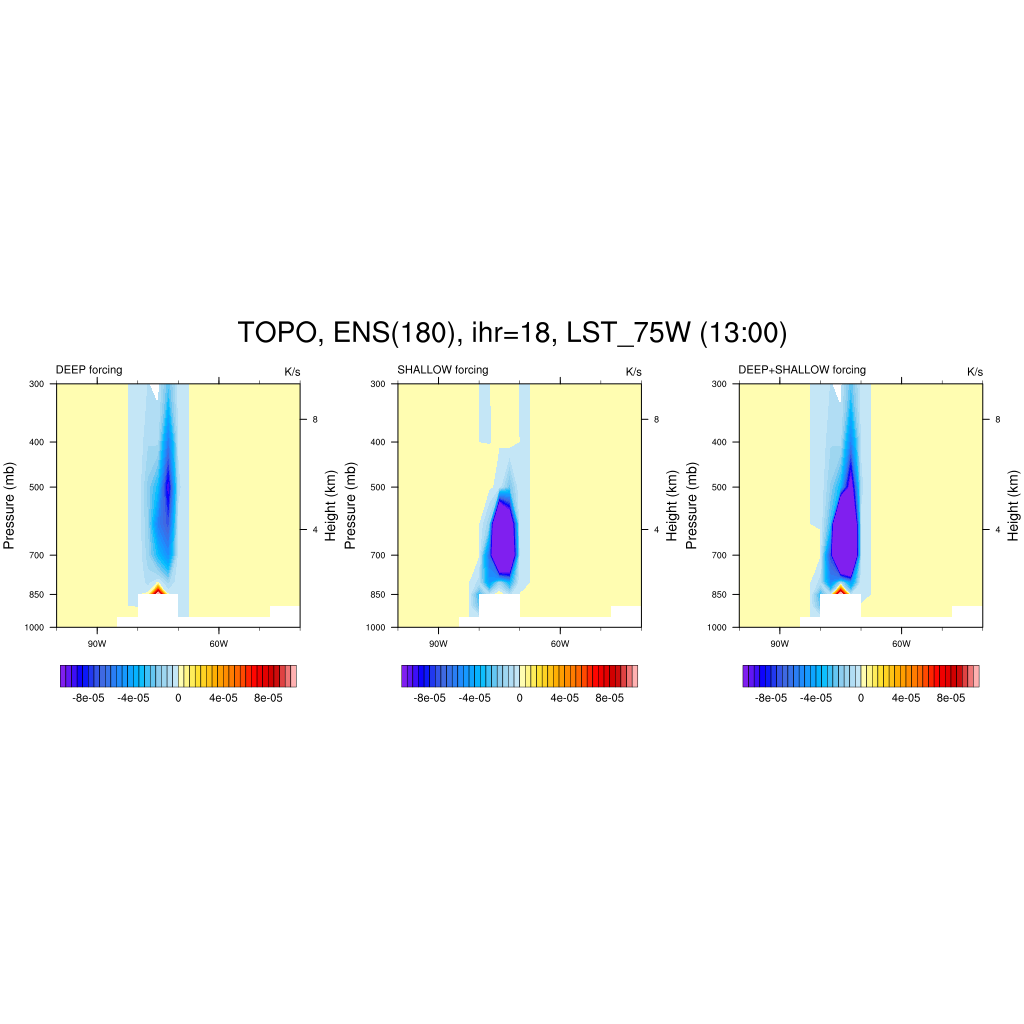 TOPO, ENS(180), ihr=18, LST_75W (13:00)
DEEP forcing K/s
300
400
500
700
850
1000
Pressure (mb)
8
4
Height (km)
90W 60W
-8e-05 -4e-05 0 4e-05 8e-05
SHALLOW forcing K/s
300
400
500
700
850
1000
Pressure (mb)
8
4
Height (km)
90W 60W
-8e-05 -4e-05 0 4e-05 8e-05
DEEP+SHALLOW forcing K/s
300
400
500
700
850
1000
Pressure (mb)
8
4
Height (km)
90W 60W
-8e-05 -4e-05 0 4e-05 8e-05